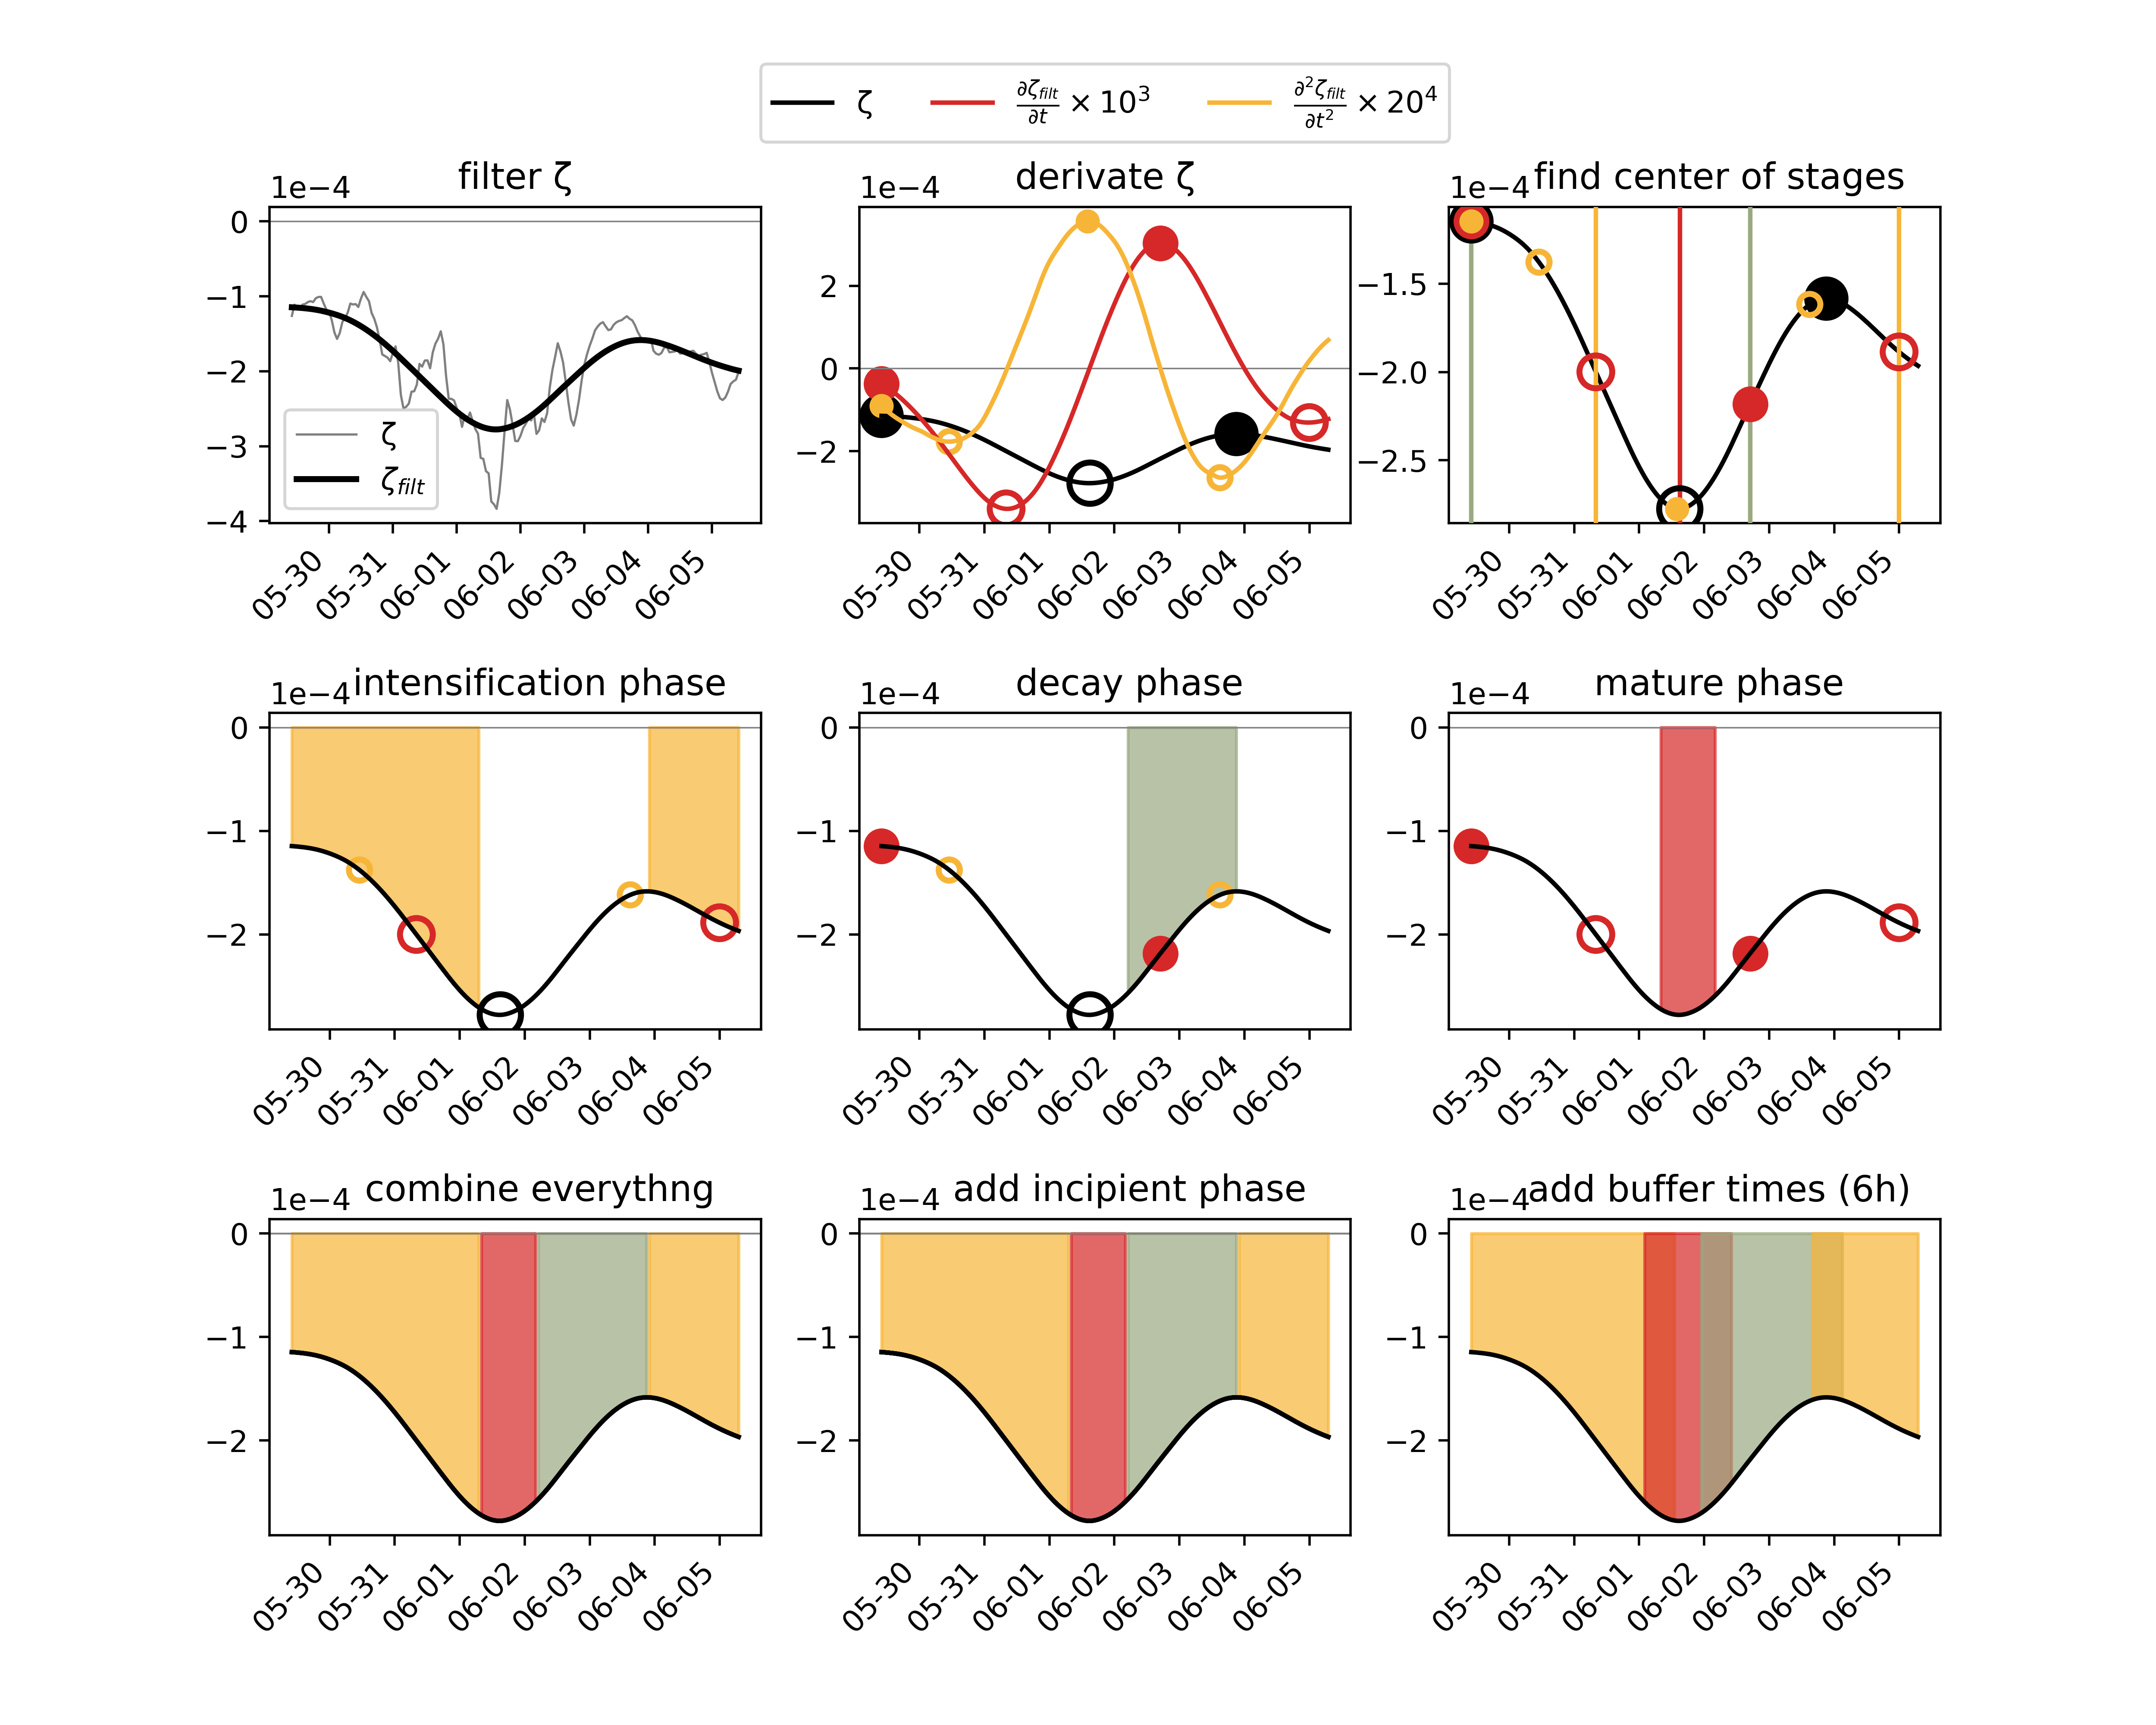 ζ ∂ζfilt/∂t × 10³ ∂²ζfilt/∂t² × 20⁴
filter ζ
1e−4
0
−1
−2
−3
−4
ζ
ζfilt
05-30 05-31 06-01 06-02 06-03 06-04 06-05
derivate ζ
1e−4
2
0
−2
05-30 05-31 06-01 06-02 06-03 06-04 06-05
find center of stages
1e−4
−1.5
−2.0
−2.5
05-30 05-31 06-01 06-02 06-03 06-04 06-05
intensification phase
1e−4
0
−1
−2
05-30 05-31 06-01 06-02 06-03 06-04 06-05
decay phase
1e−4
0
−1
−2
05-30 05-31 06-01 06-02 06-03 06-04 06-05
mature phase
1e−4
0
−1
−2
05-30 05-31 06-01 06-02 06-03 06-04 06-05
combine everythng
1e−4
0
−1
−2
05-30 05-31 06-01 06-02 06-03 06-04 06-05
add incipient phase
1e−4
0
−1
−2
05-30 05-31 06-01 06-02 06-03 06-04 06-05
add buffer times (6h)
1e−4
0
−1
−2
05-30 05-31 06-01 06-02 06-03 06-04 06-05